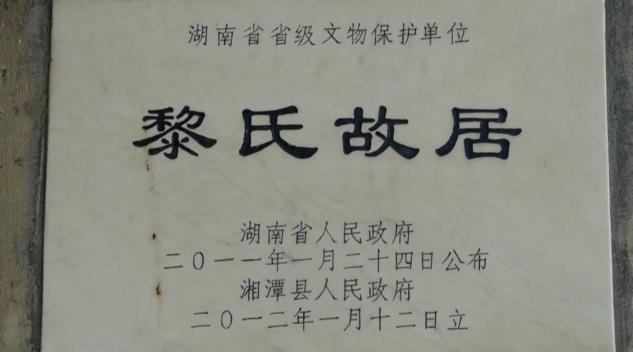 湖南省省级文物保护单位
黎氏故居
湖南省人民政府
二〇一一年一月二十四日公布
湘潭县人民政府
二〇一二年一月十二日立